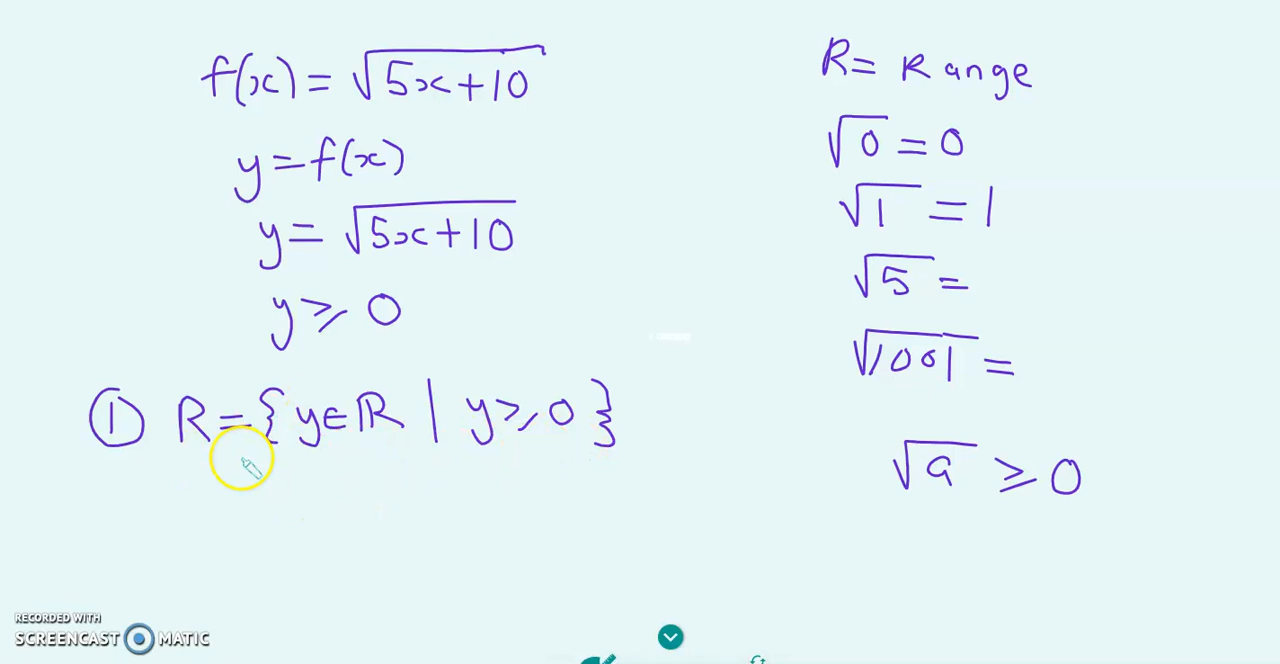 f(x) = √5x+10
y = f(x)
y = √5x+10
y ⩾ 0
① R = { y ∈ ℝ | y ⩾ 0 }
R = Range
√0 = 0
√1 = 1
√5 =
√1001 =
√a ⩾ 0
RECORDED WITH
SCREENCAST MATIC